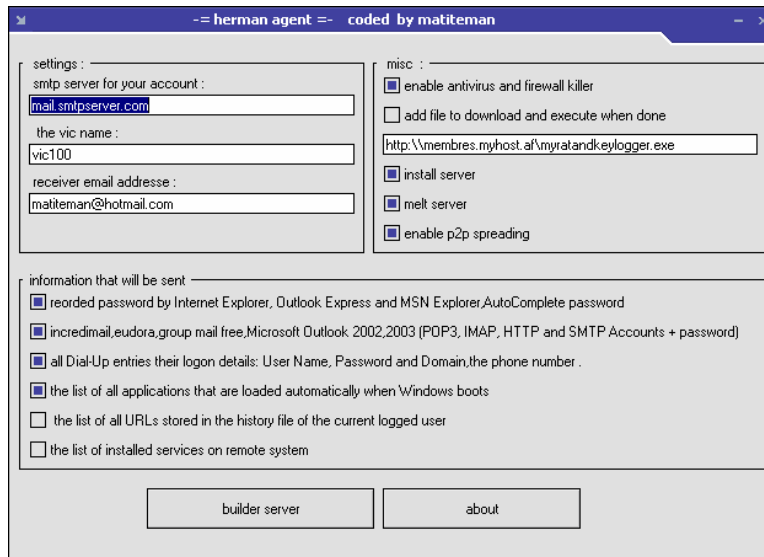 -= herman agent =-   coded by matiteman
settings :
smtp server for your account :
mail.smtpserver.com
the vic name :
vic100
receiver email addresse :
matiteman@hotmail.com
misc :
enable antivirus and firewall killer
add file to download and execute when done
http:\\membres.myhost.af\myratandkeylogger.exe
install server
melt server
enable p2p spreading
information that will be sent
reorded password by Internet Explorer, Outlook Express and MSN Explorer,AutoComplete password
incredimail,eudora,group mail free,Microsoft Outlook 2002,2003 (POP3, IMAP, HTTP and SMTP Accounts + password)
all Dial-Up entries their logon details: User Name, Password and Domain,the phone number .
the list of all applications that are loaded automatically when Windows boots
the list of all URLs stored in the history file of the current logged user
the list of installed services on remote system
builder server
about